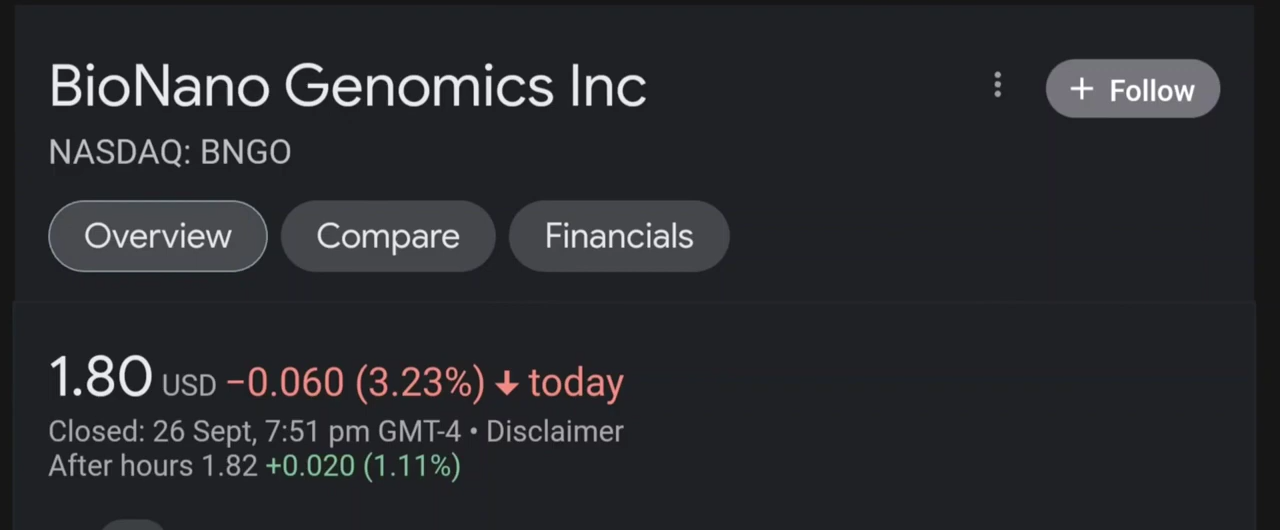 BioNano Genomics Inc
+ Follow
NASDAQ: BNGO
Overview Compare Financials
1.80 USD −0.060 (3.23%) ↓ today
Closed: 26 Sept, 7:51 pm GMT-4 • Disclaimer
After hours 1.82 +0.020 (1.11%)